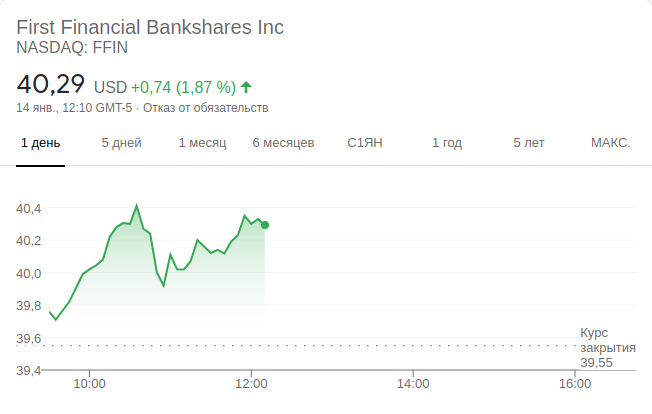 First Financial Bankshares Inc
NASDAQ: FFIN
40,29 USD +0,74 (1,87 %)
14 янв., 12:10 GMT-5 · Отказ от обязательств
1 день 5 дней 1 месяц 6 месяцев С1ЯН 1 год 5 лет МАКС.
40,4
40,2
40,0
39,8
39,6
39,4
Курс
закрытия
39,55
10:00 12:00 14:00 16:00